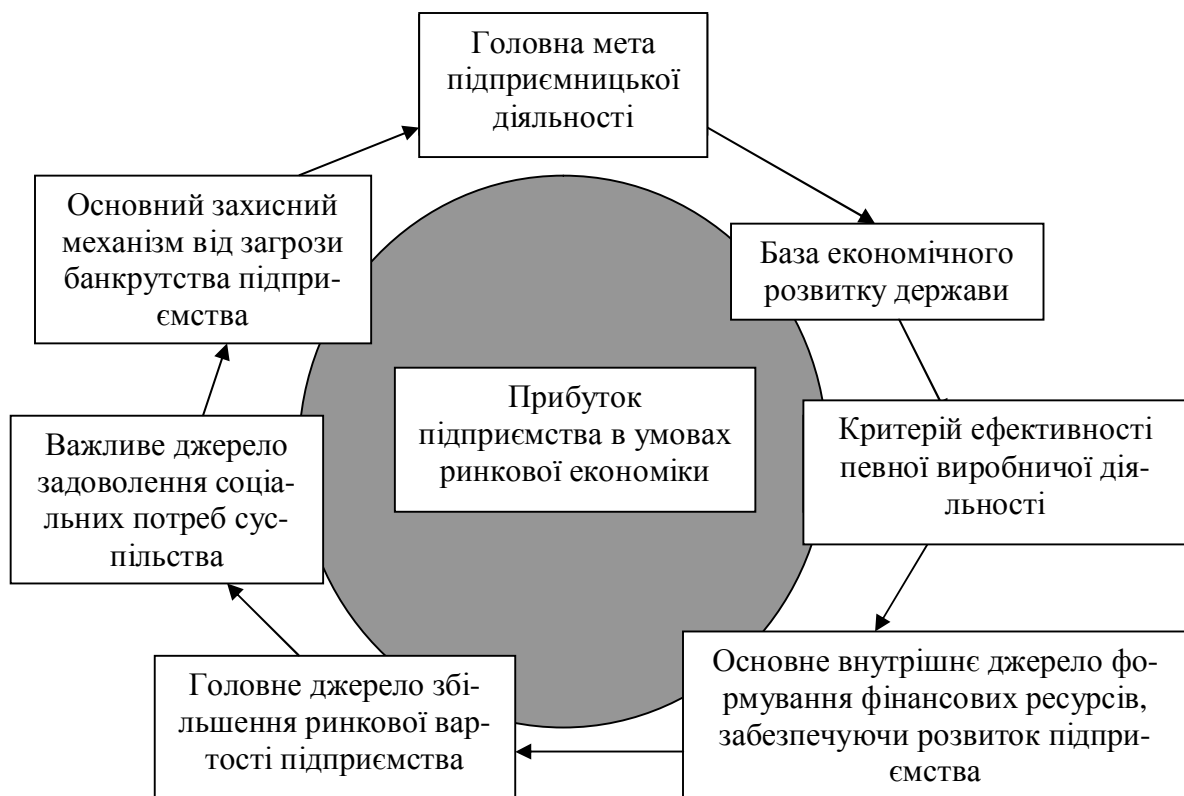 Головна мета
підприємницької
діяльності
Основний захисний
механізм від загрози
банкрутства підпри-
ємства
База економічного
розвитку держави
Прибуток
підприємства в умовах
ринкової економіки
Важливе джерело
задоволення соціа-
льних потреб сус-
пільства
Критерій ефективності
певної виробничої дія-
льності
Головне джерело збі-
льшення ринкової вар-
тості підприємства
Основне внутрішнє джерело фо-
рмування фінансових ресурсів,
забезпечуючи розвиток підпри-
ємства